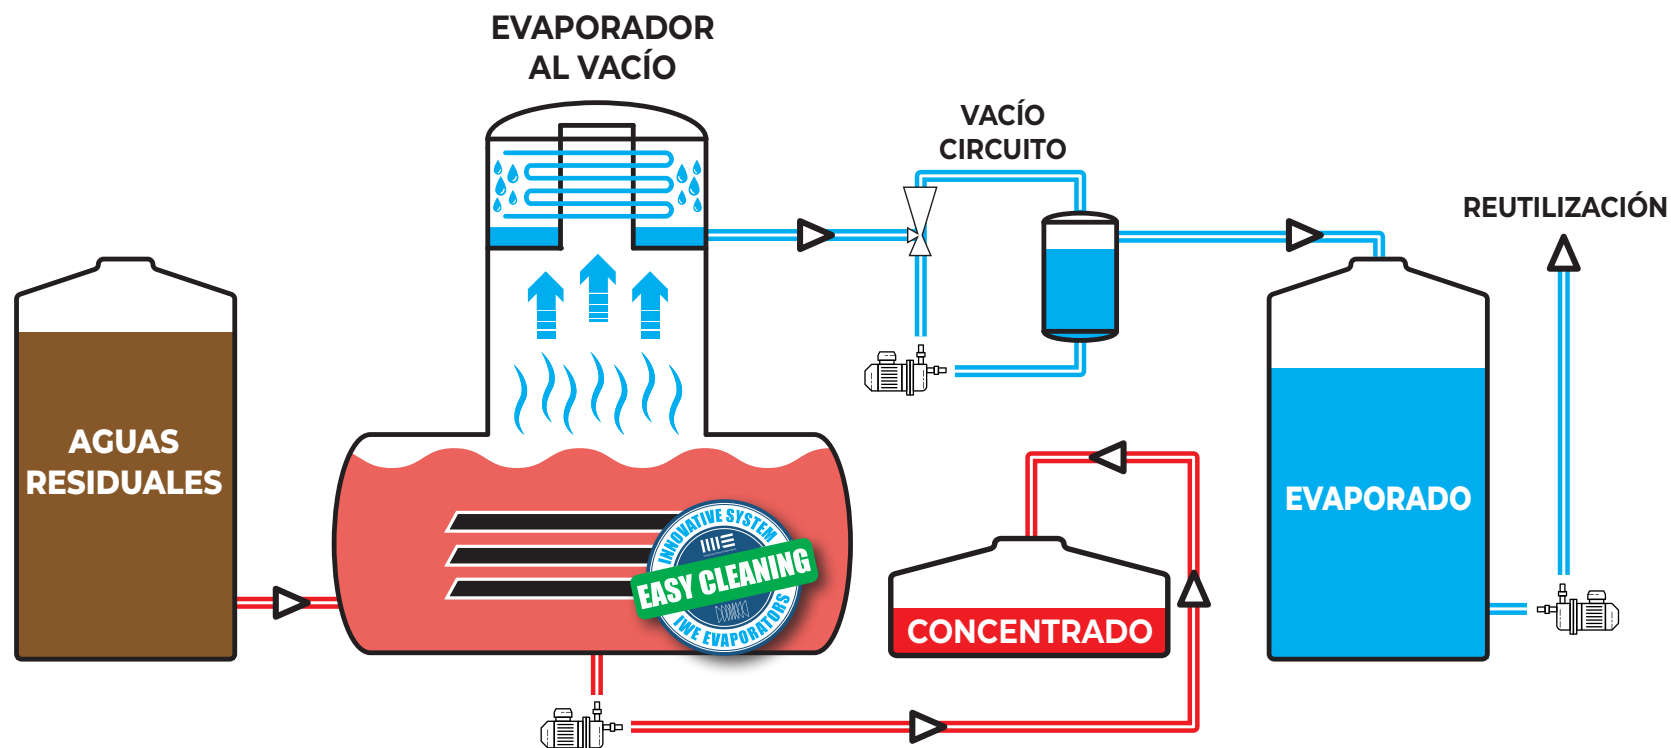 EVAPORADOR
AL VACÍO
VACÍO
CIRCUITO
REUTILIZACIÓN
AGUAS
RESIDUALES
EVAPORADO
INNOVATIVE SYSTEM
EASY CLEANING
IWE EVAPORATORS
CONCENTRADO